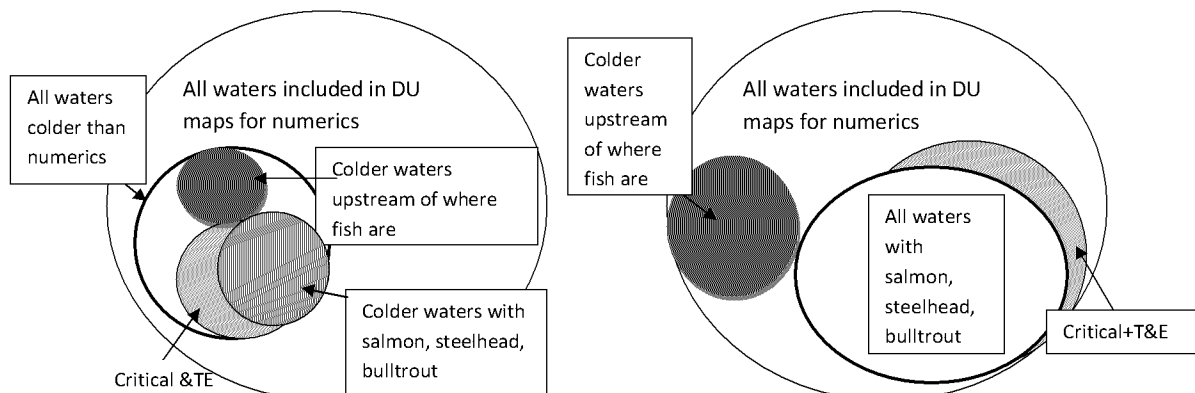 All waters
colder than
numerics
All waters included in DU
maps for numerics
Colder waters
upstream of where
fish are
Colder waters with
salmon, steelhead,
bulltrout
Critical &TE
Colder
waters
upstream
of where
fish are
All waters included in DU
maps for numerics
All waters
with
salmon,
steelhead,
bulltrout
Critical+T&E